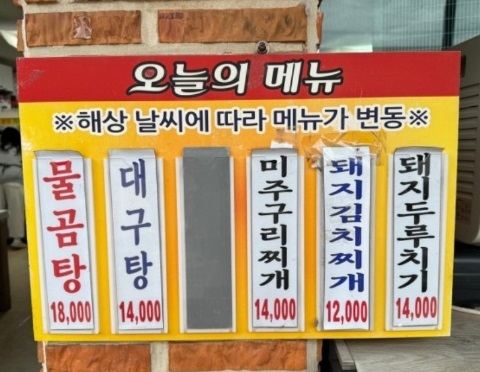 오늘의 메뉴
※해상 날씨에 따라 메뉴가 변동※
물곰탕
18,000
대구탕
14,000
미주구리찌개
14,000
돼지김치찌개
12,000
돼지두루치기
14,000